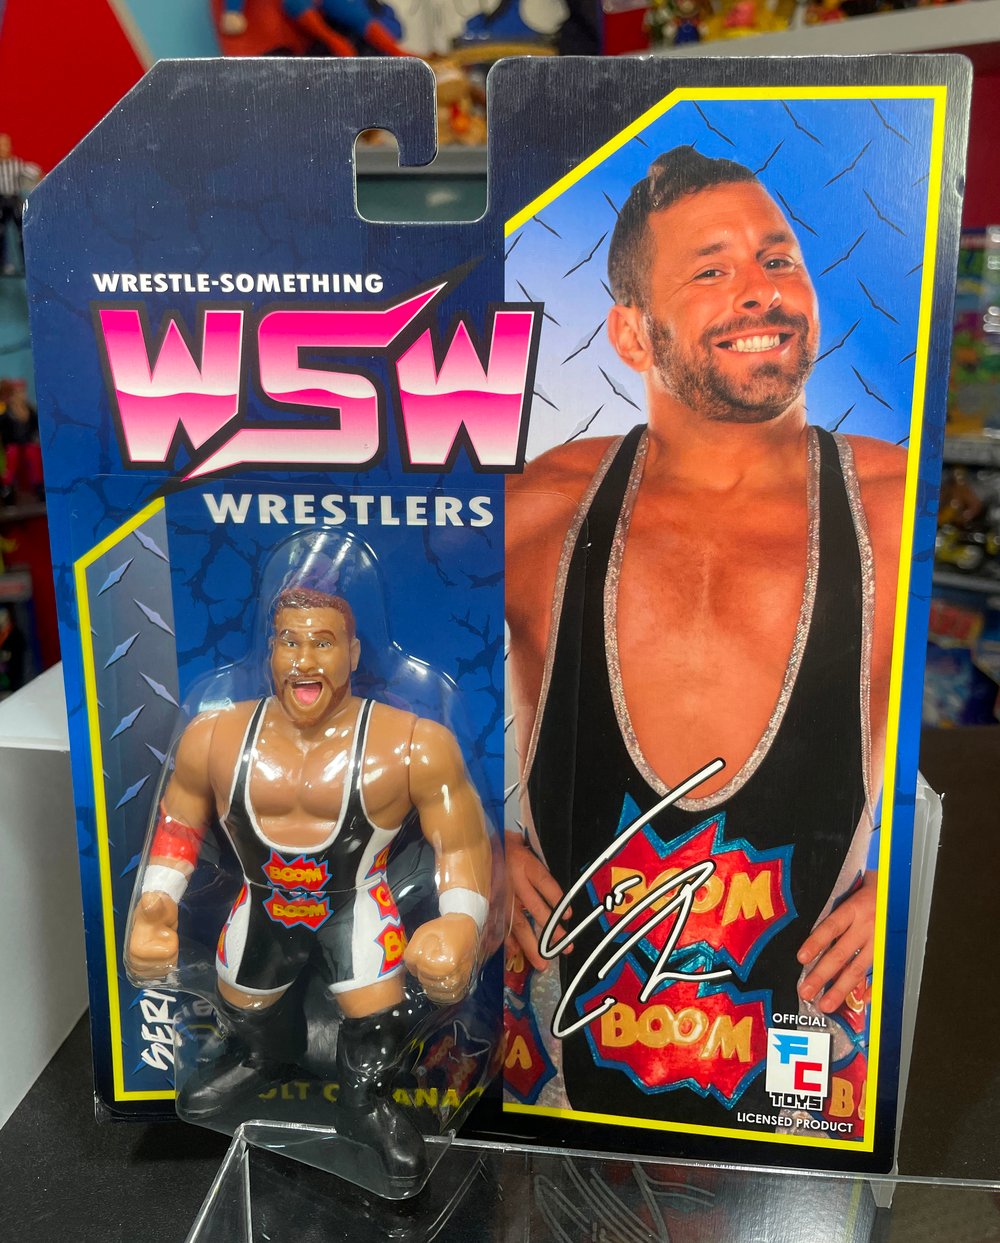 WRESTLE-SOMETHING
WSW
WRESTLERS
BOOM
BOOM
BOOM
BOOM
OFFICIAL
FC
TOYS
LICENSED PRODUCT